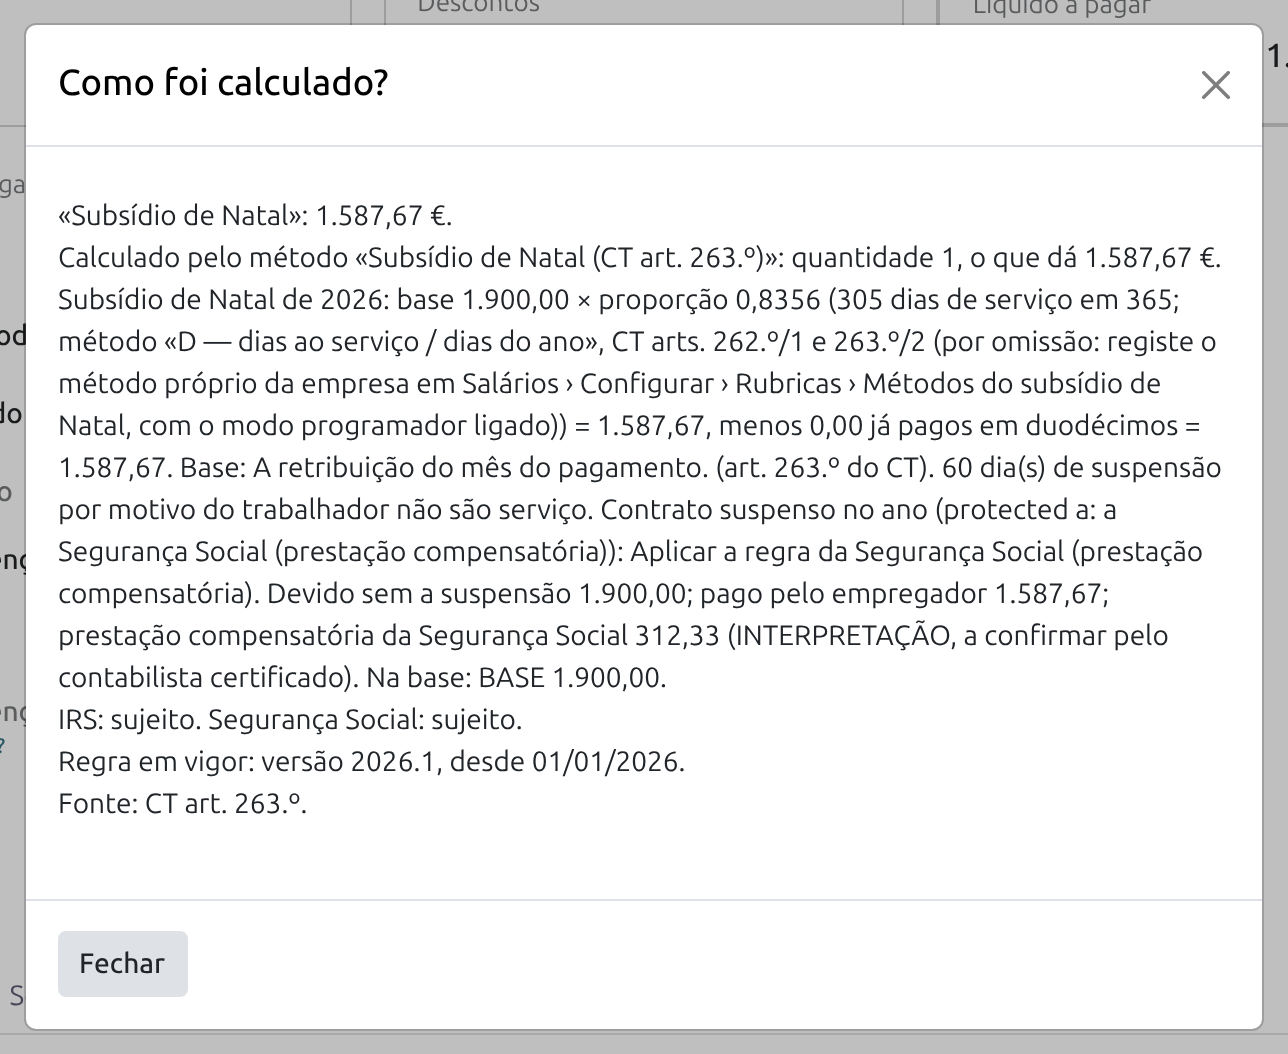 Descontos
Líquido a pagar
1.
Como foi calculado?
«Subsídio de Natal»: 1.587,67 €.
Calculado pelo método «Subsídio de Natal (CT art. 263.º)»: quantidade 1, o que dá 1.587,67 €.
Subsídio de Natal de 2026: base 1.900,00 × proporção 0,8356 (305 dias de serviço em 365;
método «D — dias ao serviço / dias do ano», CT arts. 262.º/1 e 263.º/2 (por omissão: registe o
método próprio da empresa em Salários › Configurar › Rubricas › Métodos do subsídio de
Natal, com o modo programador ligado)) = 1.587,67, menos 0,00 já pagos em duodécimos =
1.587,67. Base: A retribuição do mês do pagamento. (art. 263.º do CT). 60 dia(s) de suspensão
por motivo do trabalhador não são serviço. Contrato suspenso no ano (protected a: a
Segurança Social (prestação compensatória)): Aplicar a regra da Segurança Social (prestação
compensatória). Devido sem a suspensão 1.900,00; pago pelo empregador 1.587,67;
prestação compensatória da Segurança Social 312,33 (INTERPRETAÇÃO, a confirmar pelo
contabilista certificado). Na base: BASE 1.900,00.
IRS: sujeito. Segurança Social: sujeito.
Regra em vigor: versão 2026.1, desde 01/01/2026.
Fonte: CT art. 263.º.
Fechar